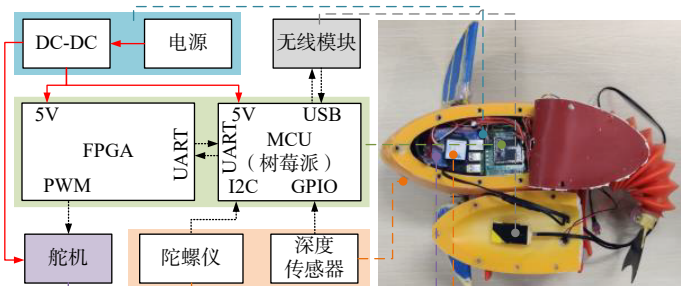 DC-DC
电源
无线模块
5V
FPGA
UART
PWM
5V
USB
UART
MCU
（树莓派）
I2C
GPIO
舵机
陀螺仪
深度
传感器